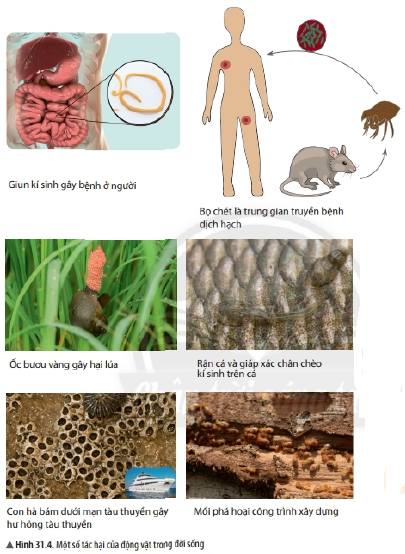 Giun kí sinh gây bệnh ở người
Bọ chét là trung gian truyền bệnh
dịch hạch
Ốc bươu vàng gây hại lúa
Rận cá và giáp xác chân chèo
kí sinh trên cá
Con hà bám dưới mạn tàu thuyền gây
hư hỏng tàu thuyền
Mối phá hoại công trình xây dựng
▲ Hình 31.4. Một số tác hại của động vật trong đời sống